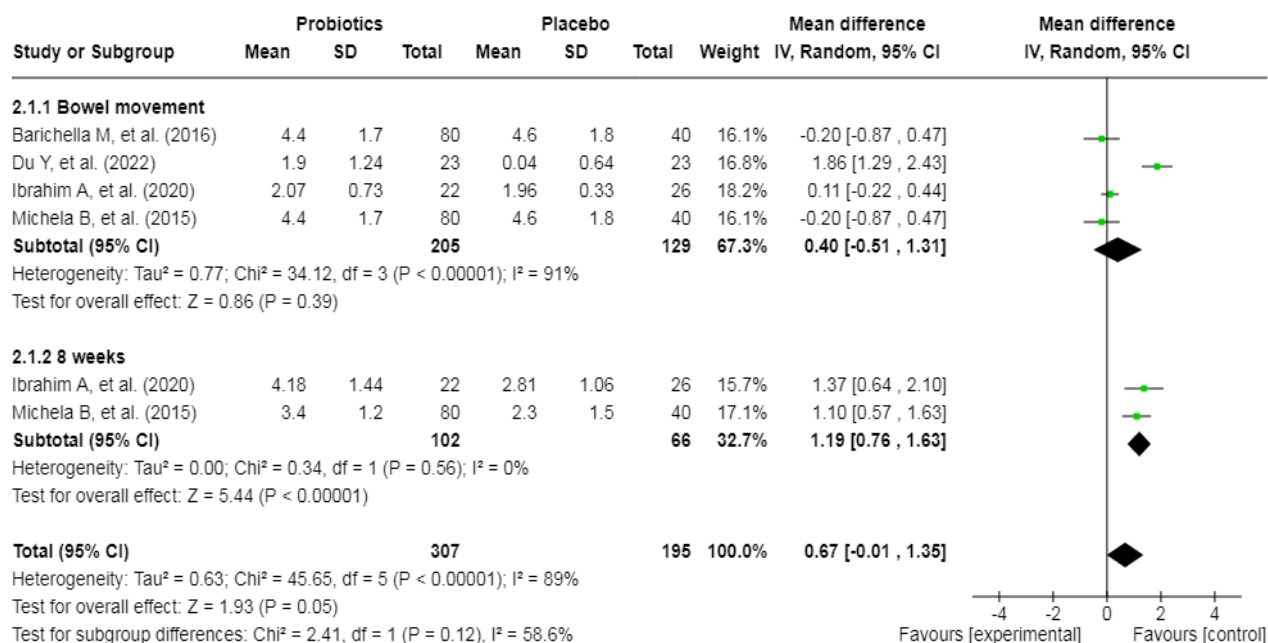 Probiotics Placebo Mean difference Mean difference
Study or Subgroup Mean SD Total Mean SD Total Weight IV, Random, 95% CI IV, Random, 95% CI
2.1.1 Bowel movement
Barichella M, et al. (2016) 4.4 1.7 80 4.6 1.8 40 16.1% -0.20 [-0.87 , 0.47]
Du Y, et al. (2022) 1.9 1.24 23 0.04 0.64 23 16.8% 1.86 [1.29 , 2.43]
Ibrahim A, et al. (2020) 2.07 0.73 22 1.96 0.33 26 18.2% 0.11 [-0.22 , 0.44]
Michela B, et al. (2015) 4.4 1.7 80 4.6 1.8 40 16.1% -0.20 [-0.87 , 0.47]
Subtotal (95% CI) 205 129 67.3% 0.40 [-0.51 , 1.31]
Heterogeneity: Tau² = 0.77; Chi² = 34.12, df = 3 (P < 0.00001); I² = 91%
Test for overall effect: Z = 0.86 (P = 0.39)
2.1.2 8 weeks
Ibrahim A, et al. (2020) 4.18 1.44 22 2.81 1.06 26 15.7% 1.37 [0.64 , 2.10]
Michela B, et al. (2015) 3.4 1.2 80 2.3 1.5 40 17.1% 1.10 [0.57 , 1.63]
Subtotal (95% CI) 102 66 32.7% 1.19 [0.76 , 1.63]
Heterogeneity: Tau² = 0.00; Chi² = 0.34, df = 1 (P = 0.56); I² = 0%
Test for overall effect: Z = 5.44 (P < 0.00001)
Total (95% CI) 307 195 100.0% 0.67 [-0.01 , 1.35]
Heterogeneity: Tau² = 0.63; Chi² = 45.65, df = 5 (P < 0.00001); I² = 89%
Test for overall effect: Z = 1.93 (P = 0.05)
-4 -2 0 2 4
Test for subgroup differences: Chi² = 2.41, df = 1 (P = 0.12), I² = 58.6% Favours [experimental] Favours [control]